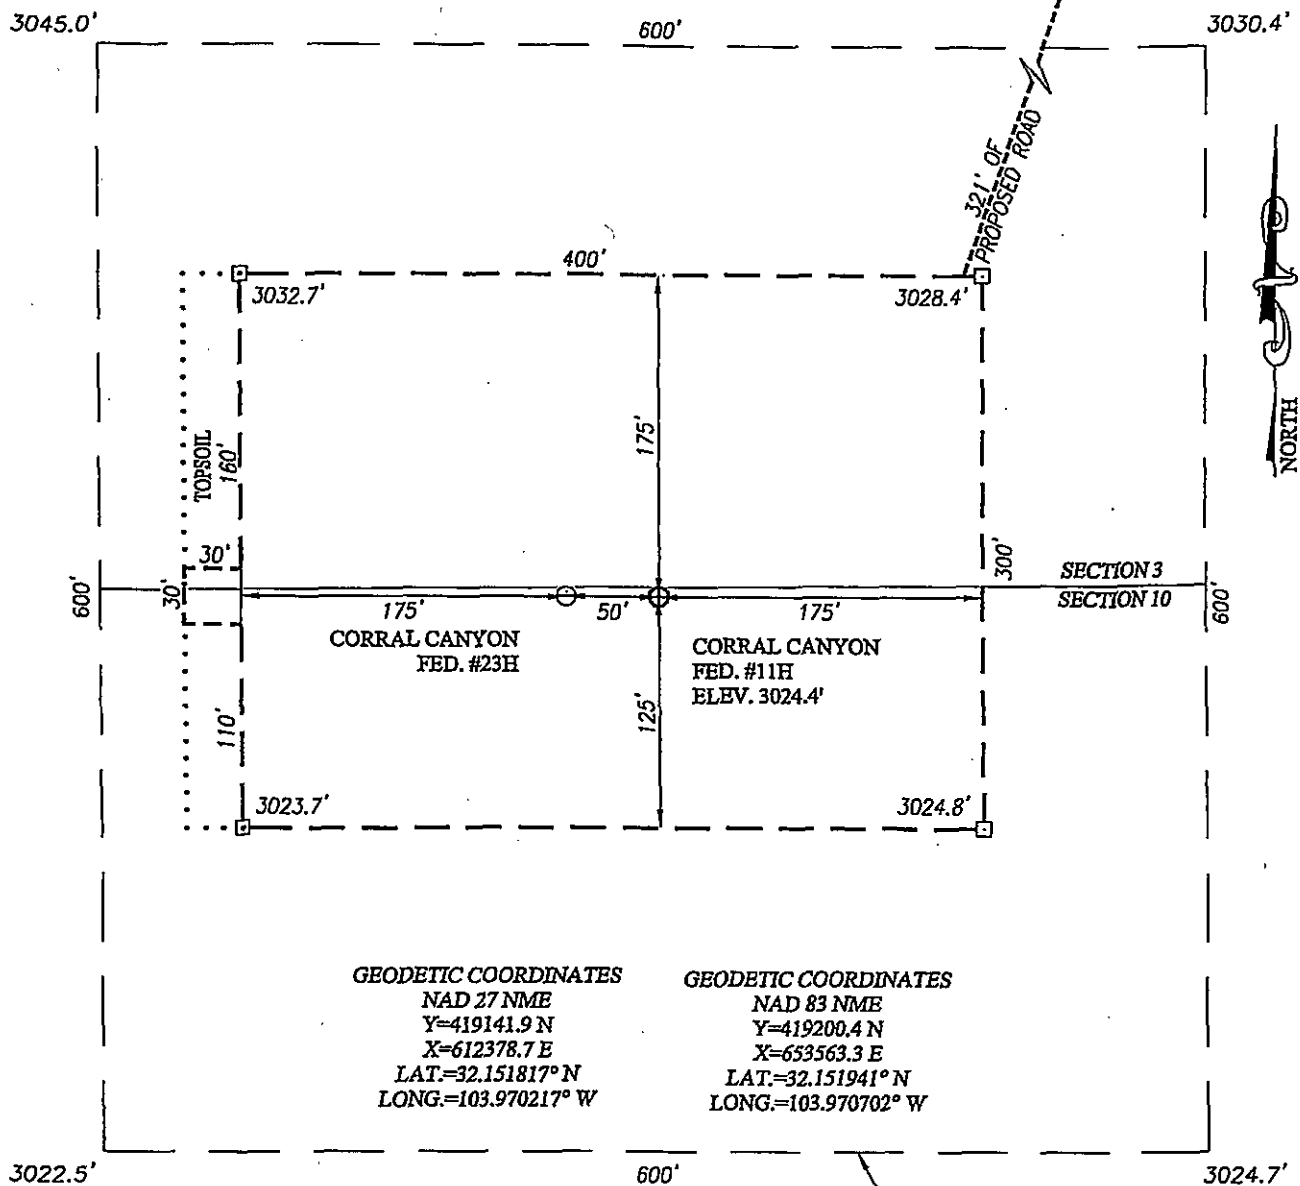 3045.0'
600'
3030.4'
321' OF
PROPOSED ROAD
400'
3032.7'
3028.4'
NORTH
TOPSOIL
160'
175'
30'
300'
SECTION 3
SECTION 10
600'
30'
600'
175'
50'
175'
CORRAL CANYON
FED. #23H
CORRAL CANYON
FED. #11H
ELEV. 3024.4'
110'
125'
3023.7'
3024.8'
GEODETIC COORDINATES
NAD 27 NME
Y=419141.9 N
X=612378.7 E
LAT.=32.151817° N
LONG.=103.970217° W
GEODETIC COORDINATES
NAD 83 NME
Y=419200.4 N
X=653563.3 E
LAT.=32.151941° N
LONG.=103.970702° W
3022.5'
600'
3024.7'